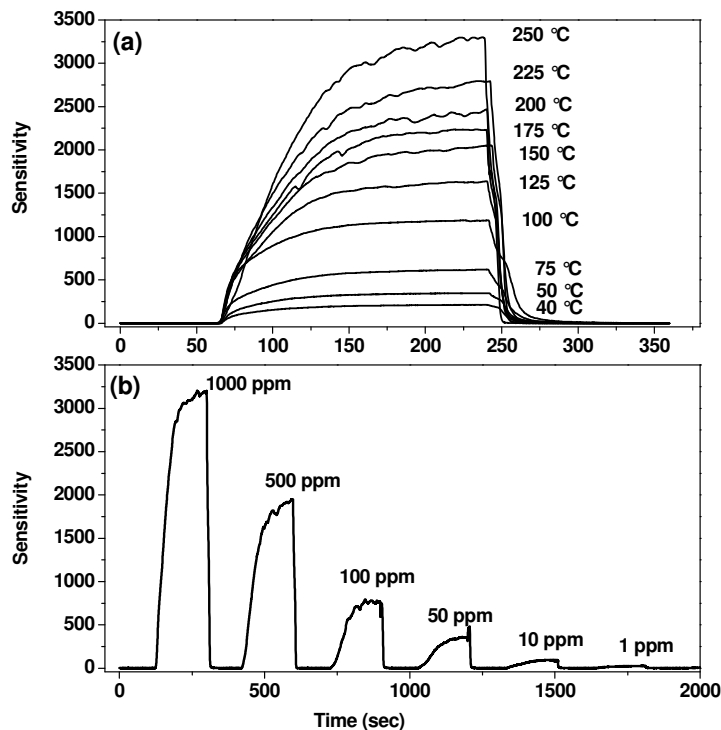 (a)
Sensitivity
3500
3000
2500
2000
1500
1000
500
0
250 °C
225 °C
200 °C
175 °C
150 °C
125 °C
100 °C
75 °C
50 °C
40 °C
0 50 100 150 200 250 300 350
(b)
Sensitivity
3500
3000
2500
2000
1500
1000
500
0
1000 ppm
500 ppm
100 ppm
50 ppm
10 ppm
1 ppm
0 500 1000 1500 2000
Time (sec)